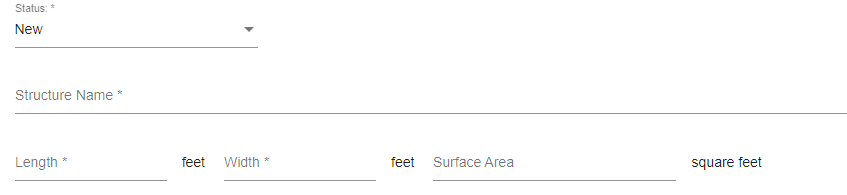 Status: *
New
Structure Name *
Length * feet Width * feet Surface Area square feet